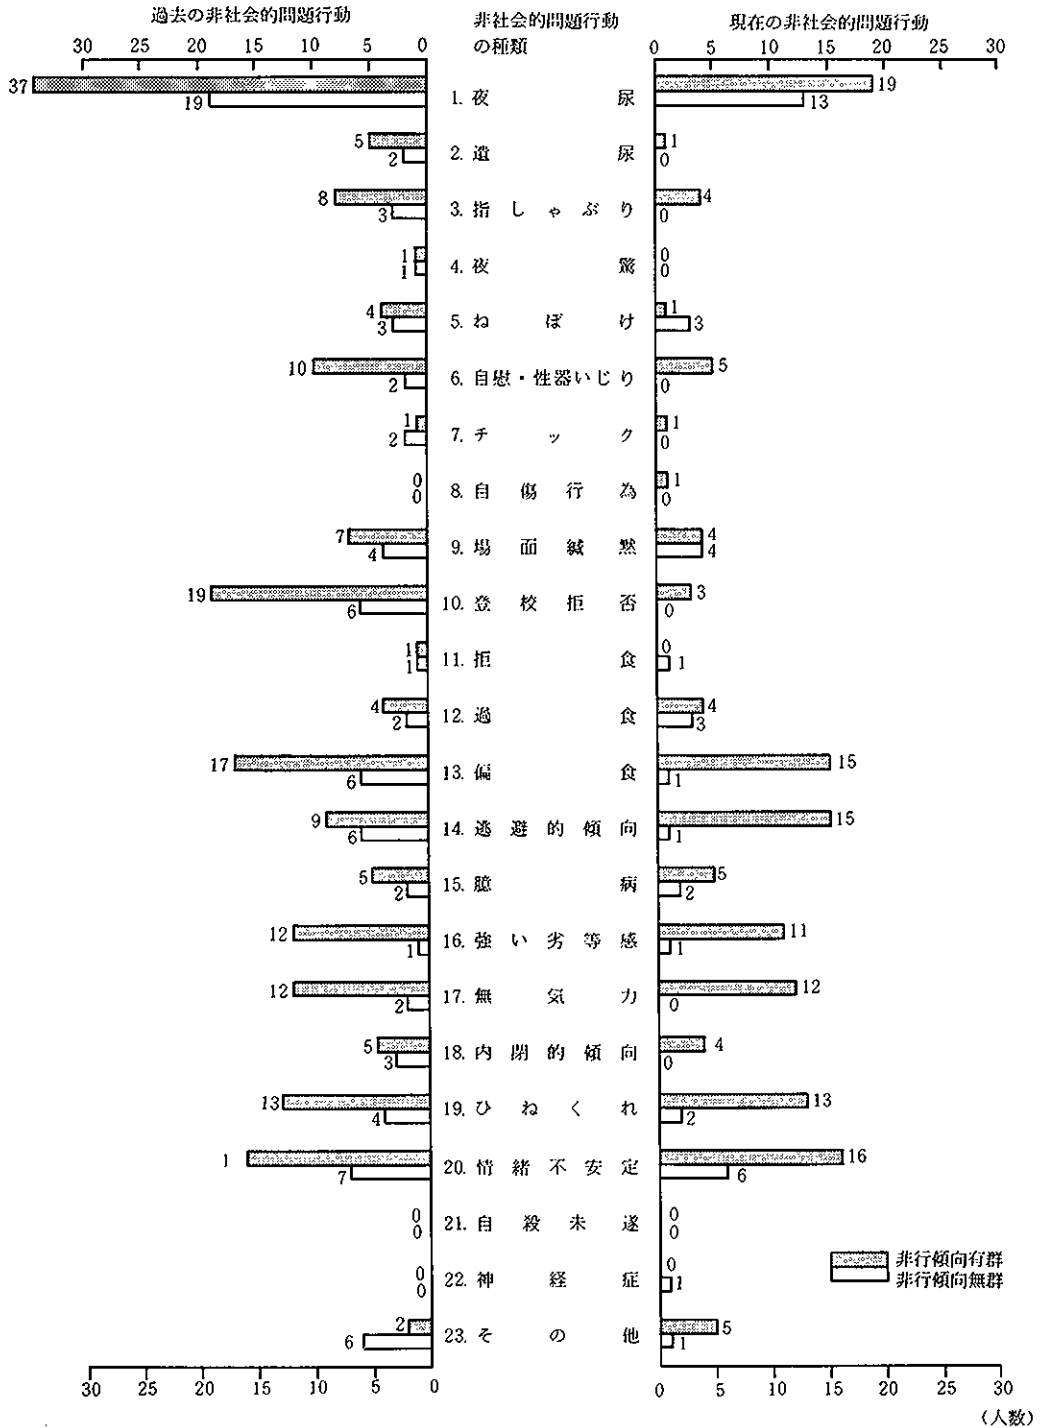 過去の非社会的問題行動
非社会的問題行動
の種類
現在の非社会的問題行動
30 25 20 15 10 5 0
0 5 10 15 20 25 30
37 19 1. 夜尿 19 13
5 2 2. 遺尿 1 0
8 3 3. 指しゃぶり 4 0
1 1 4. 夜驚 0 0
4 3 5. ねぼけ 1 3
10 2 6. 自慰・性器いじり 5 0
1 2 7. チック 1 0
0 0 8. 自傷行為 1 0
7 4 9. 場面緘黙 4 4
19 6 10. 登校拒否 3 0
1 1 11. 拒食 0 1
4 2 12. 過食 4 3
17 6 13. 偏食 15 1
9 6 14. 逃避的傾向 15 1
5 2 15. 臆病 5 2
12 1 16. 強い劣等感 11 1
12 2 17. 無気力 12 0
5 3 18. 内閉的傾向 4 0
13 4 19. ひねくれ 13 2
1 7 20. 情緒不安定 16 6
0 0 21. 自殺未遂 0 0
0 0 22. 神経症 0 1
2 6 23. その他 5 1
非行傾向有群
非行傾向無群
30 25 20 15 10 5 0
0 5 10 15 20 25 30
(人数)